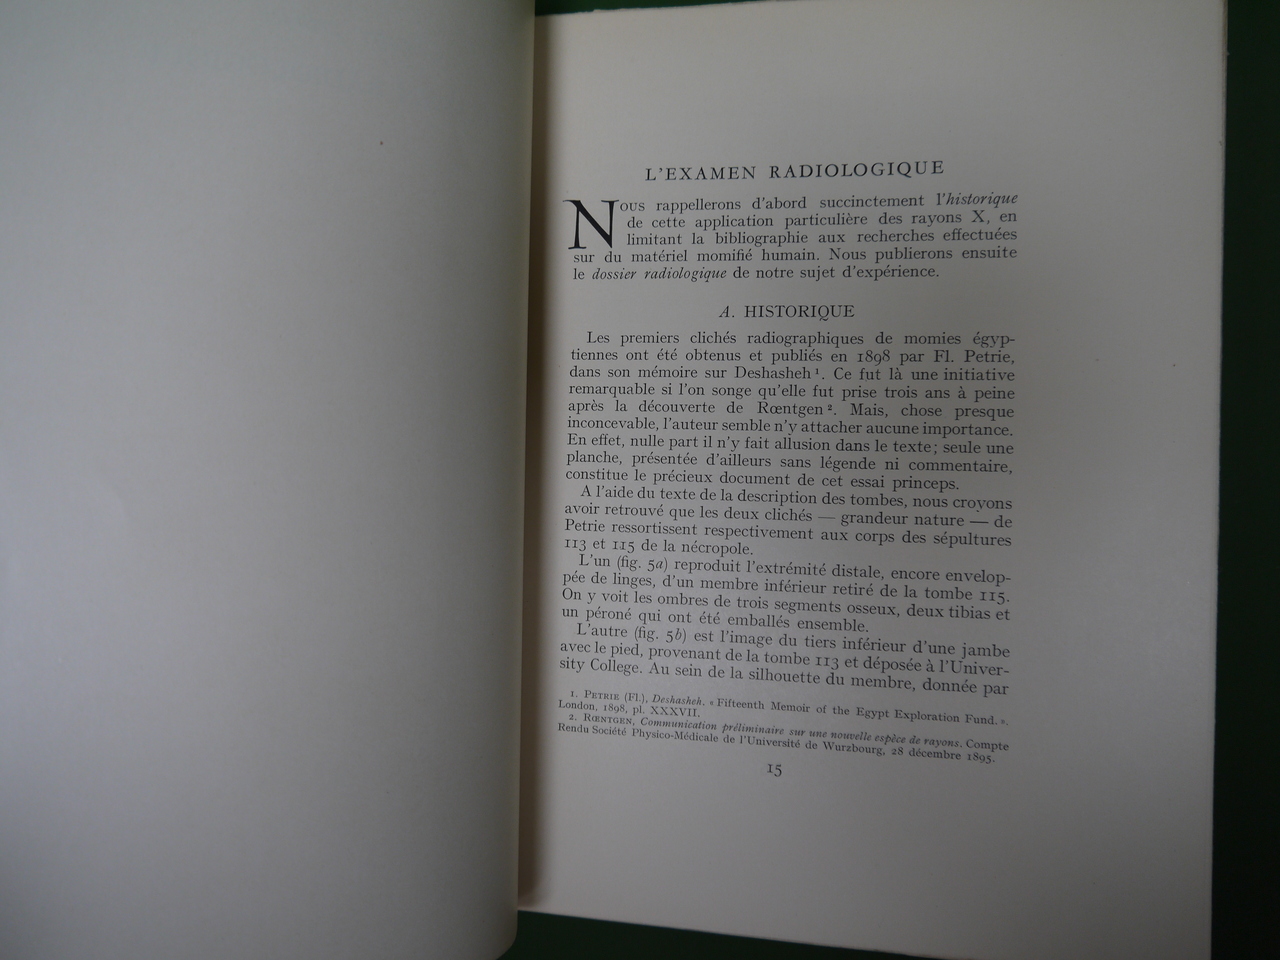 L'EXAMEN RADIOLOGIQUE
Nous rappellerons d'abord succinctement l'historique
de cette application particulière des rayons X, en
limitant la bibliographie aux recherches effectuées
sur du matériel momifié humain. Nous publierons ensuite
le dossier radiologique de notre sujet d'expérience.
A. HISTORIQUE
Les premiers clichés radiographiques de momies égyp-
tiennes ont été obtenus et publiés en 1898 par Fl. Petrie,
dans son mémoire sur Deshasheh¹. Ce fut là une initiative
remarquable si l'on songe qu'elle fut prise trois ans à peine
après la découverte de Rœntgen². Mais, chose presque
inconcevable, l'auteur semble n'y attacher aucune importance.
En effet, nulle part il n'y fait allusion dans le texte; seule une
planche, présentée d'ailleurs sans légende ni commentaire,
constitue le précieux document de cet essai princeps.
A l'aide du texte de la description des tombes, nous croyons
avoir retrouvé que les deux clichés — grandeur nature — de
Petrie ressortissent respectivement aux corps des sépultures
113 et 115 de la nécropole.
L'un (fig. 5a) reproduit l'extrémité distale, encore envelop-
pée de linges, d'un membre inférieur retiré de la tombe 115.
On y voit les ombres de trois segments osseux, deux tibias et
un péroné qui ont été emballés ensemble.
L'autre (fig. 5b) est l'image du tiers inférieur d'une jambe
avec le pied, provenant de la tombe 113 et déposée à l'Univer-
sity College. Au sein de la silhouette du membre, donnée par
1. PETRIE (Fl.), Deshasheh. « Fifteenth Memoir of the Egypt Exploration Fund. ».
London, 1898, pl. XXXVII.
2. RŒNTGEN, Communication préliminaire sur une nouvelle espèce de rayons. Compte
Rendu Société Physico-Médicale de l'Université de Wurzbourg, 28 décembre 1895.
15